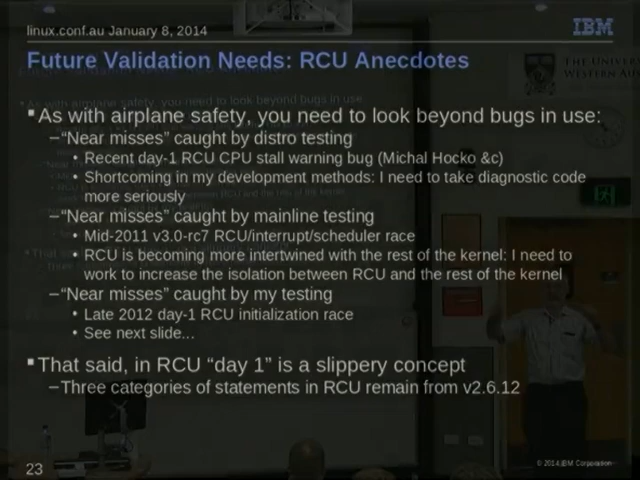 linux.conf.au January 8, 2014
IBM
Future Validation Needs: RCU Anecdotes
THE UNIVERSI
WESTERN AUST
▪ As with airplane safety, you need to look beyond bugs in use:
–“Near misses” caught by distro testing
• Recent day-1 RCU CPU stall warning bug (Michal Hocko &c)
• Shortcoming in my development methods: I need to take diagnostic code
more seriously
–“Near misses” caught by mainline testing
• Mid-2011 v3.0-rc7 RCU/interrupt/scheduler race
• RCU is becoming more intertwined with the rest of the kernel: I need to
work to increase the isolation between RCU and the rest of the kernel
–“Near misses” caught by my testing
• Late 2012 day-1 RCU initialization race
• See next slide...
▪ That said, in RCU “day 1” is a slippery concept
–Three categories of statements in RCU remain from v2.6.12
23
© 2014 IBM Corporation